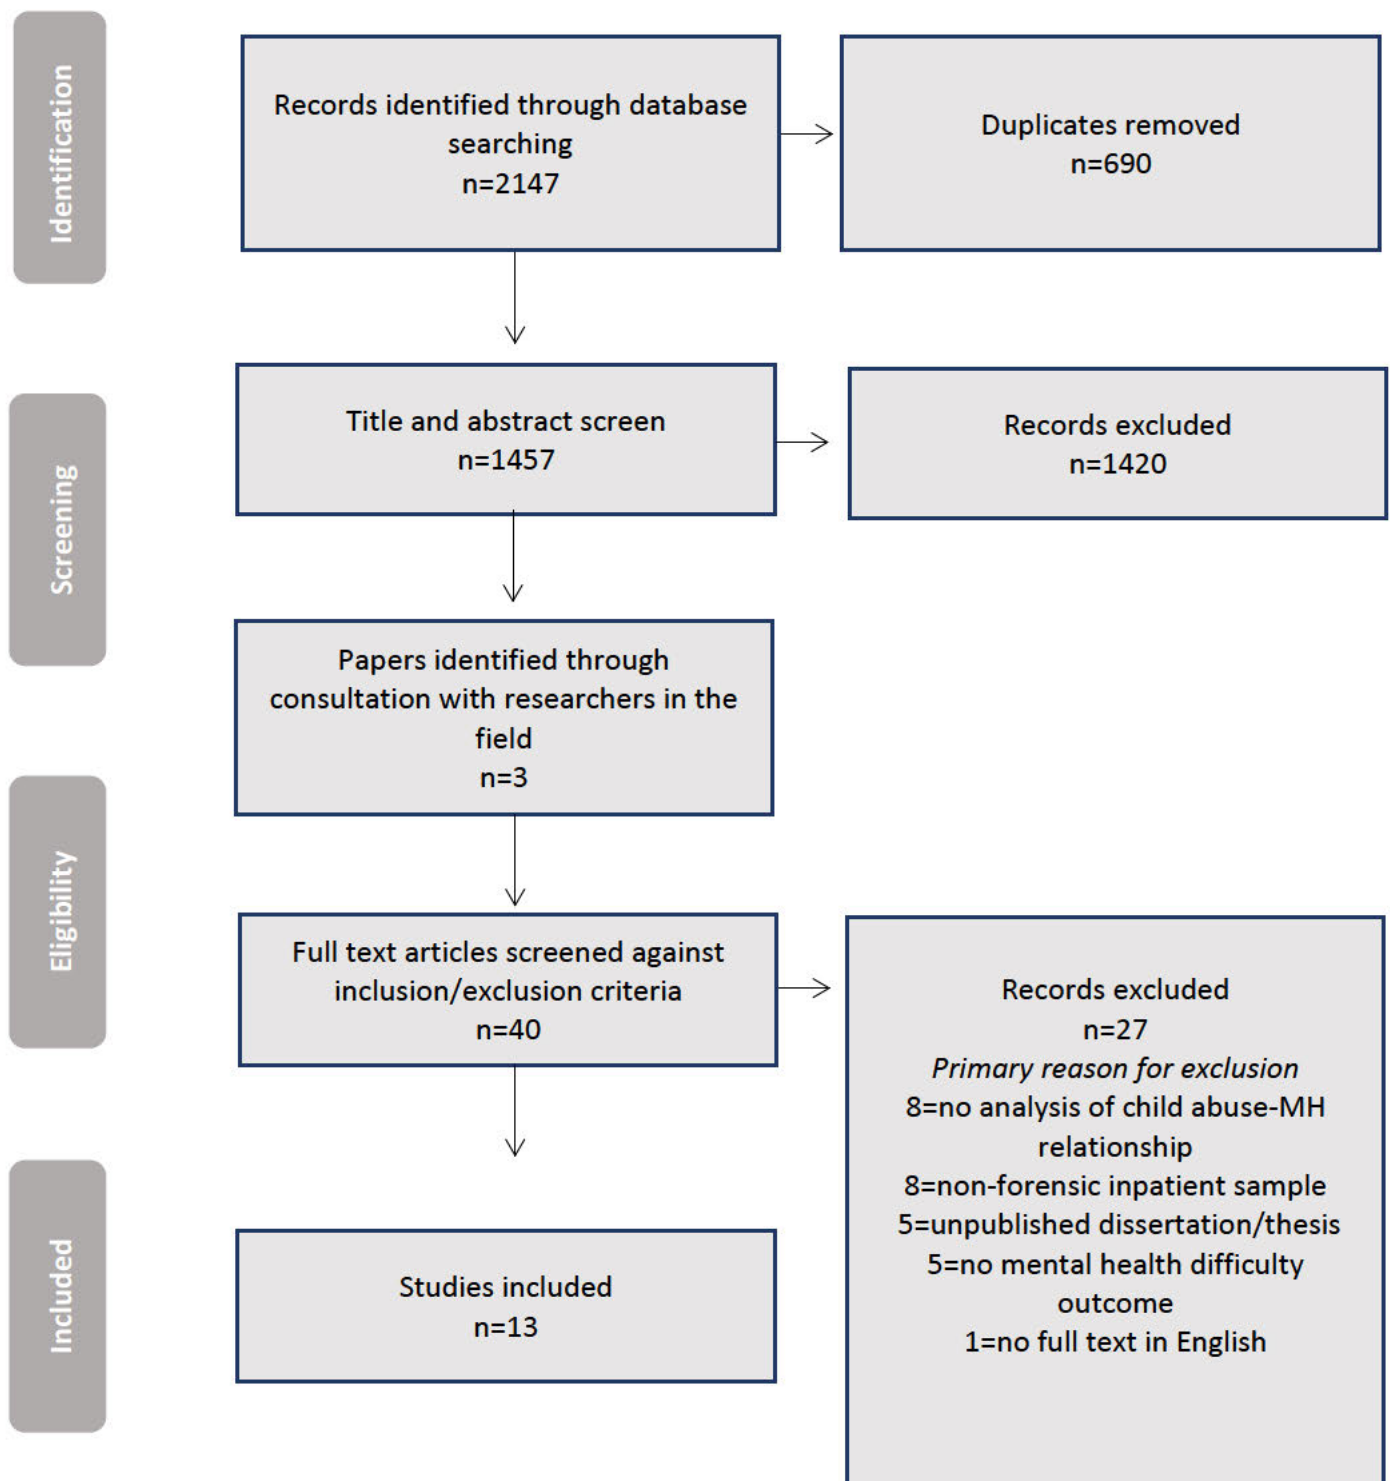 Identification
Records identified through database
searching
n=2147
Duplicates removed
n=690
Screening
Title and abstract screen
n=1457
Records excluded
n=1420
Papers identified through
consultation with researchers in the
field
n=3
Eligibility
Full text articles screened against
inclusion/exclusion criteria
n=40
Records excluded
n=27
Primary reason for exclusion
8=no analysis of child abuse-MH
relationship
8=non-forensic inpatient sample
5=unpublished dissertation/thesis
5=no mental health difficulty
outcome
1=no full text in English
Included
Studies included
n=13